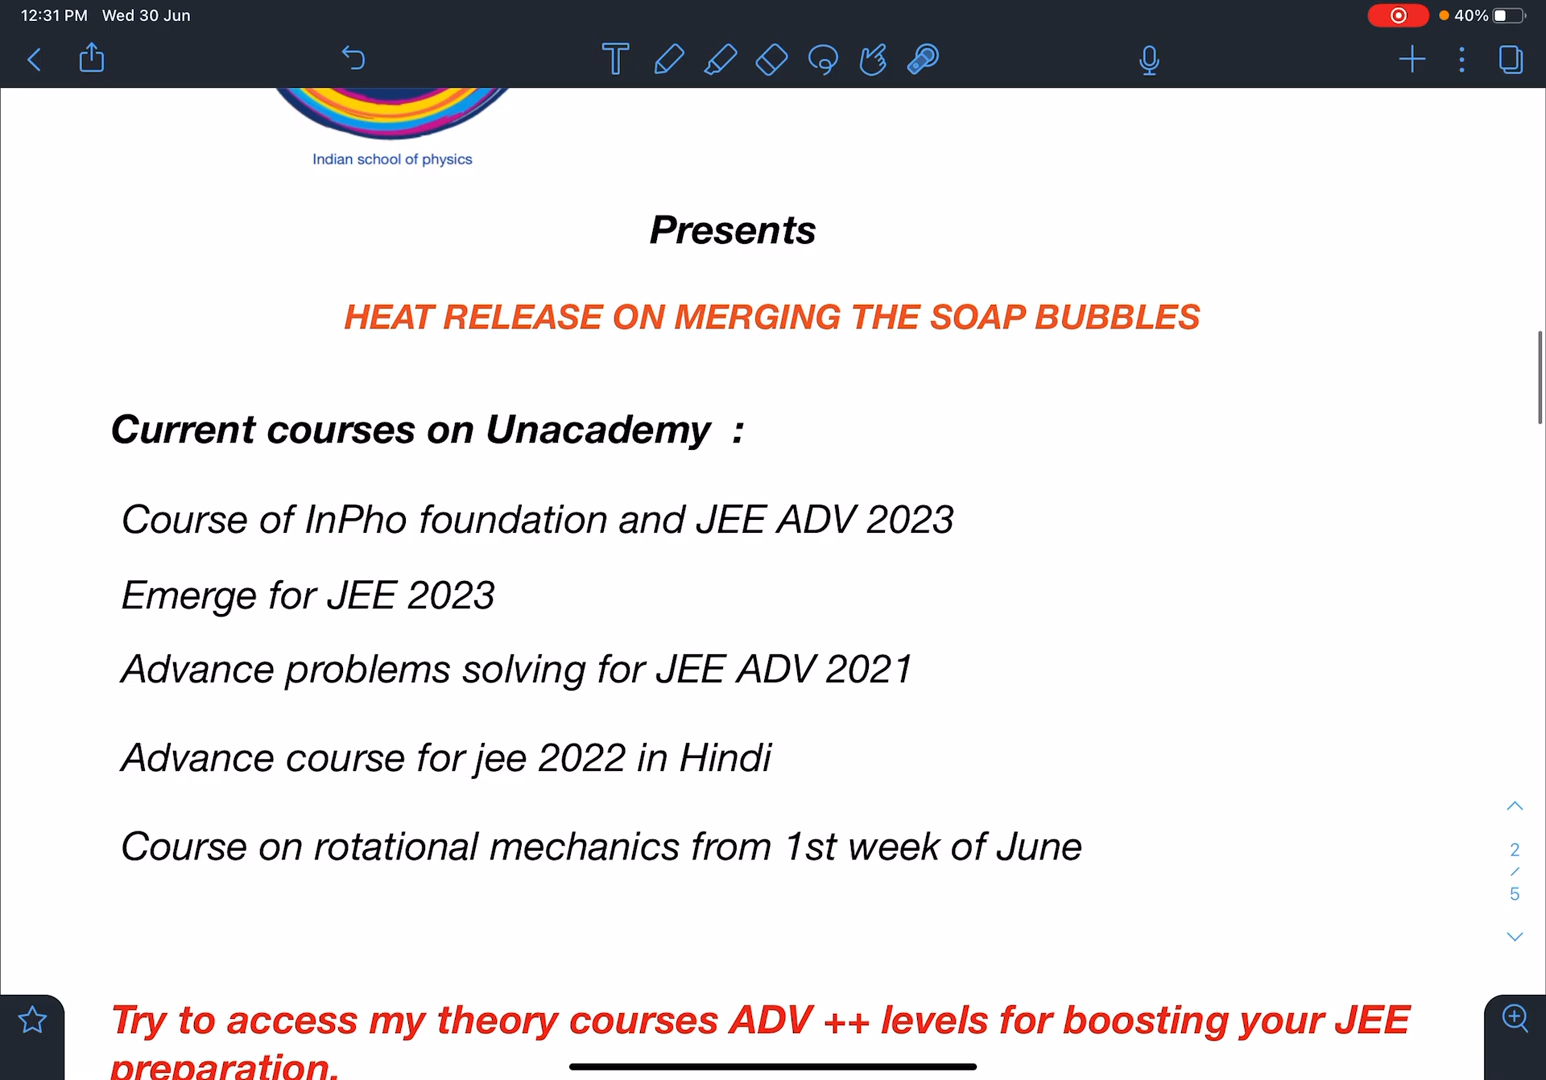 12:31 PM Wed 30 Jun
40%
Indian school of physics
Presents
HEAT RELEASE ON MERGING THE SOAP BUBBLES
Current courses on Unacademy :
Course of InPho foundation and JEE ADV 2023
Emerge for JEE 2023
Advance problems solving for JEE ADV 2021
Advance course for jee 2022 in Hindi
Course on rotational mechanics from 1st week of June
2
/
5
Try to access my theory courses ADV ++ levels for boosting your JEE
preparation.